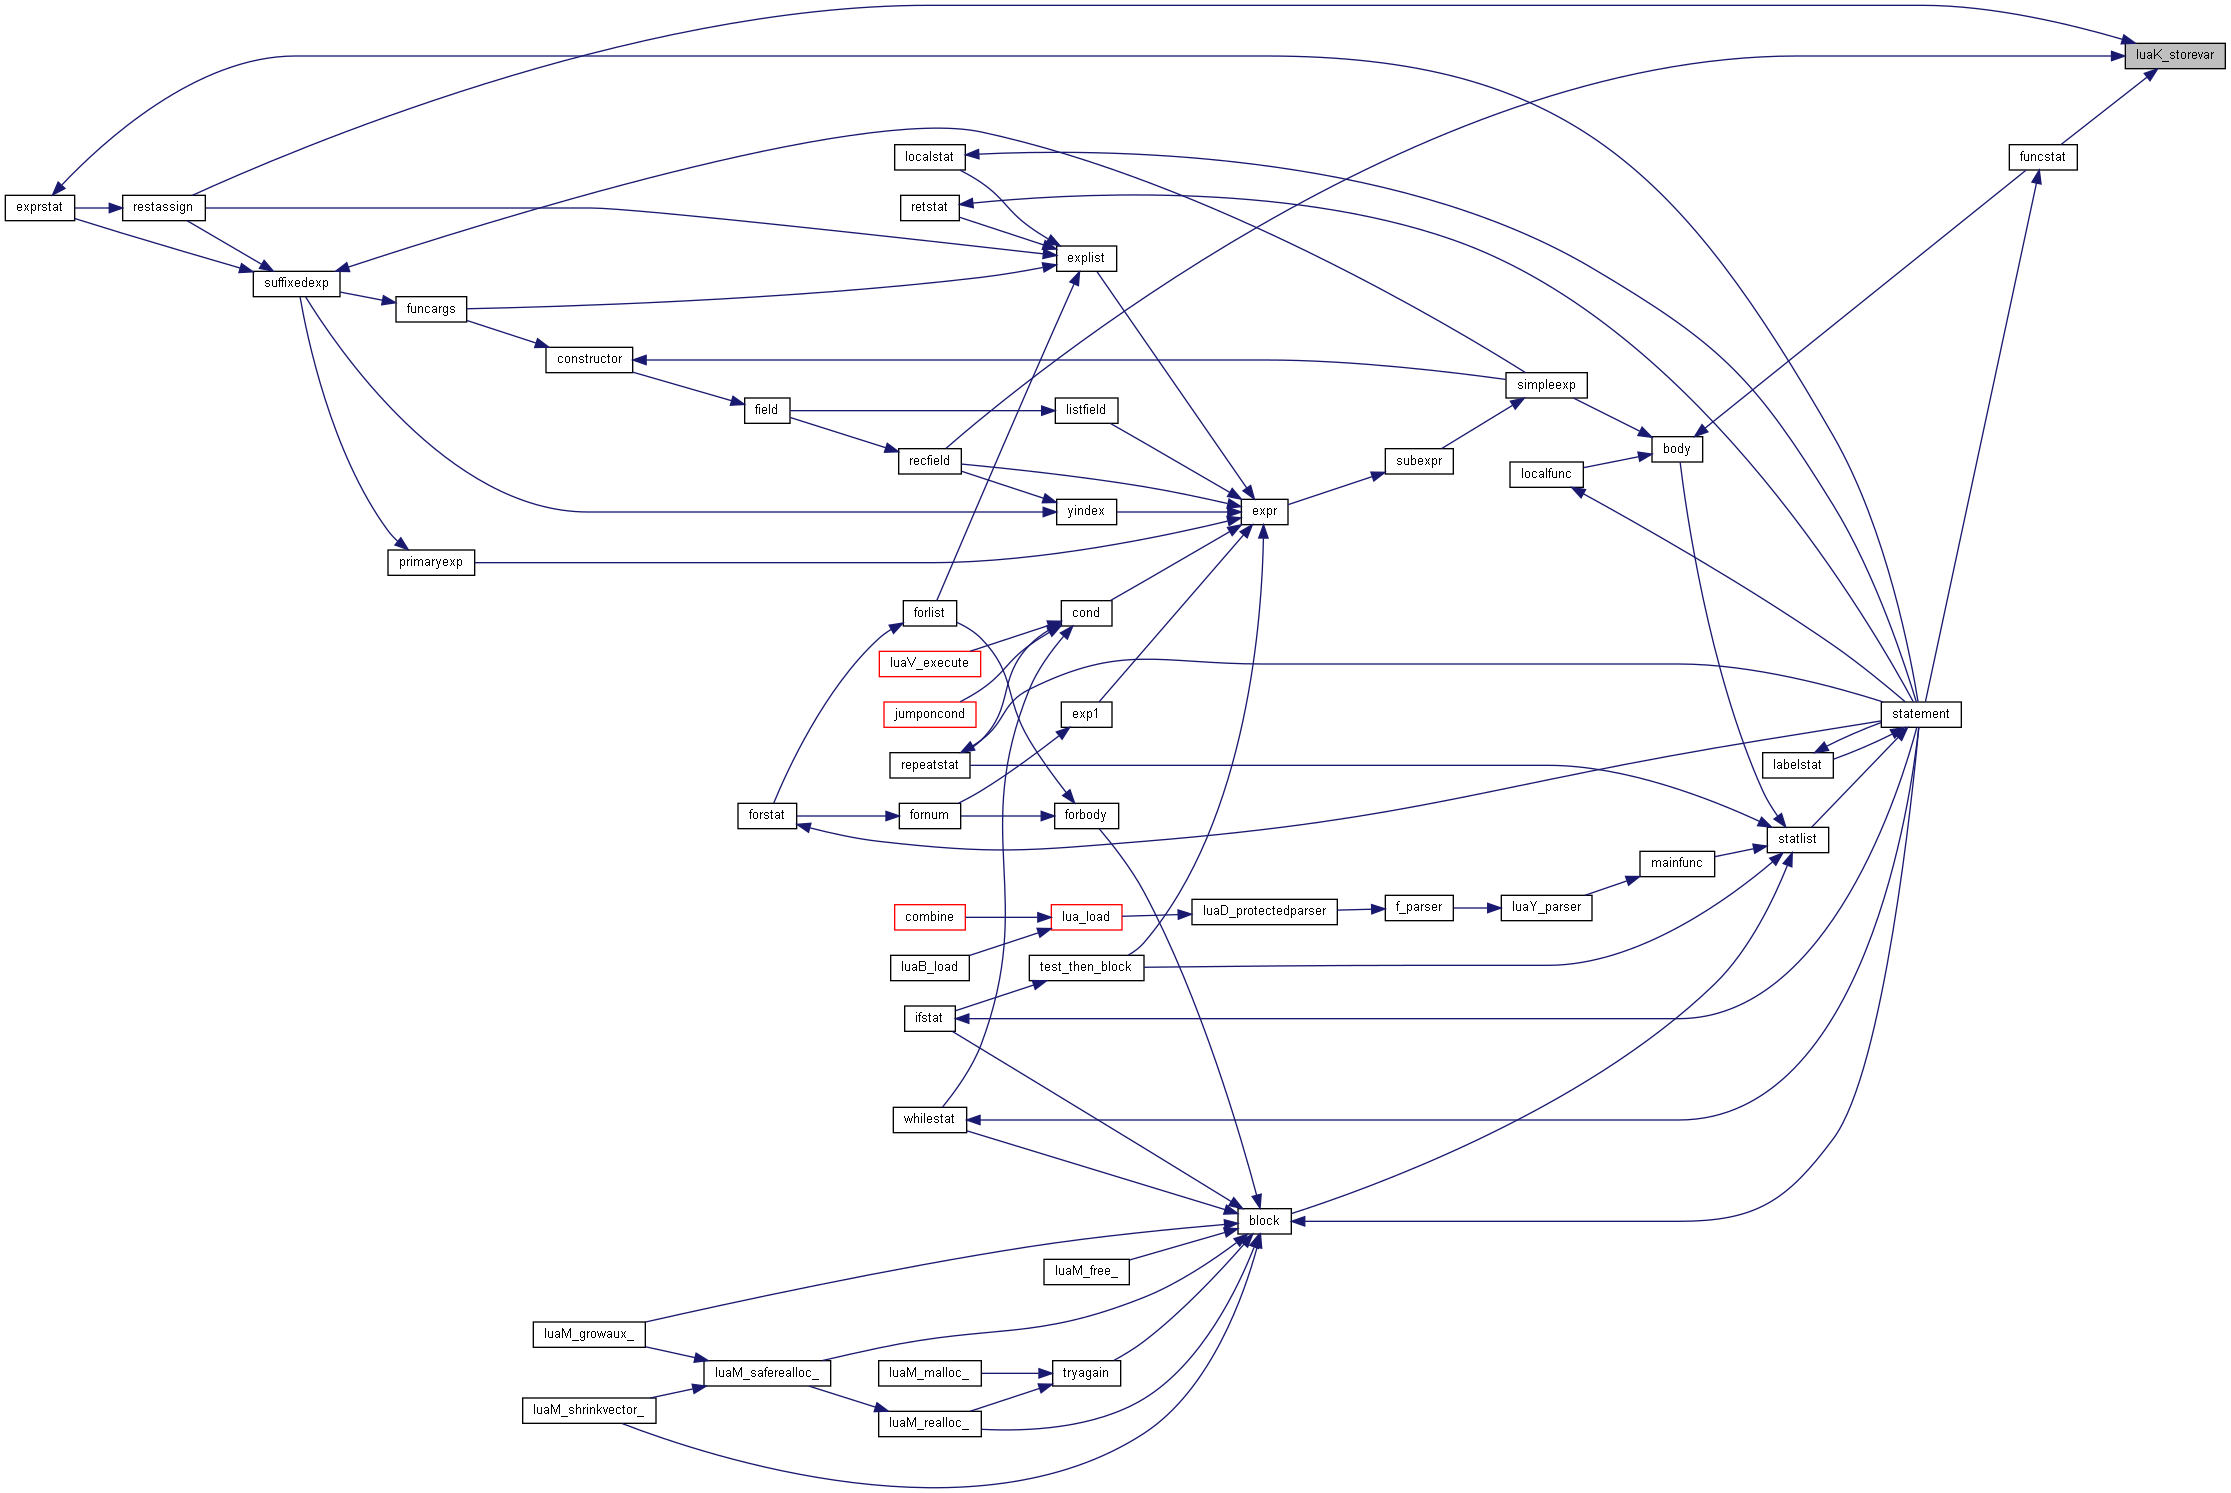 luaK_storevar
localstat
funcstat
exprstat
restassign
retstat
explist
suffixedexp
funcargs
constructor
simpleexp
field
listfield
body
recfield
subexpr
localfunc
yindex
expr
primaryexp
forlist
cond
luaV_execute
jumponcond
exp1
statement
repeatstat
labelstat
forstat
fornum
forbody
statlist
mainfunc
combine
lua_load
luaD_protectedparser
f_parser
luaY_parser
luaB_load
test_then_block
ifstat
whilestat
block
luaM_free_
luaM_growaux_
luaM_saferealloc_
luaM_malloc_
tryagain
luaM_shrinkvector_
luaM_realloc_